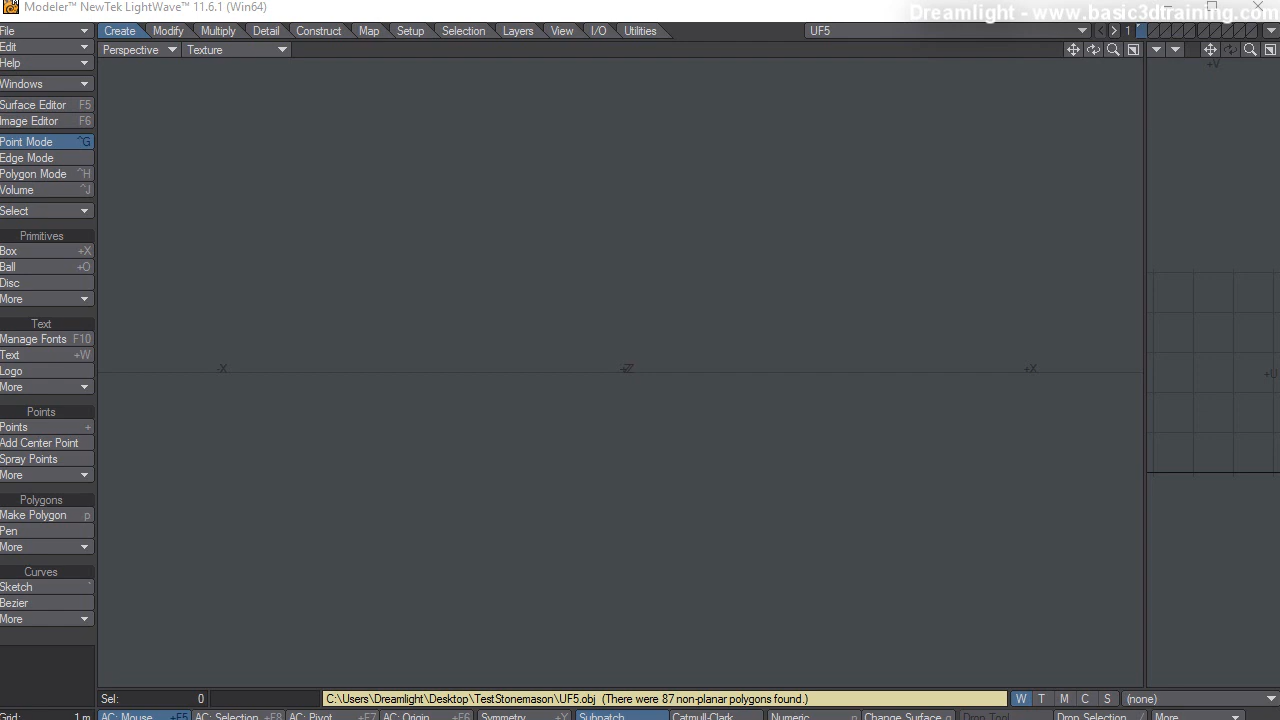 Modeler™ NewTek LightWave™ 11.6.1 (Win64)
Dreamlight - www.basic3dtraining.com
File Create Modify Multiply Detail Construct Map Setup Selection Layers View I/O Utilities UF5 < > 1
Edit Perspective Texture
Help
Windows
Surface Editor F5
Image Editor F6
Point Mode ^G
Edge Mode
Polygon Mode ^H
Volume ^J
Select
Primitives
Box +X
Ball +O
Disc
More
Text
Manage Fonts F10
Text +W
Logo
More
Points
Points +
Add Center Point
Spray Points
More
Polygons
Make Polygon p
Pen
More
Curves
Sketch `
Bezier
More
+V
-X +Z +X +U
Sel: 0 C:\Users\Dreamlight\Desktop\TestStonemason\UF5.obj (There were 87 non-planar polygons found.) W T M C S (none)
Grid: 1 m AC: Mouse +F5 AC: Selection +F8 AC: Pivot +F7 AC: Origin +F6 Symmetry +Y Subpatch Catmull-Clark Numeric n Change Surface q Drop Tool Drop Selection / More